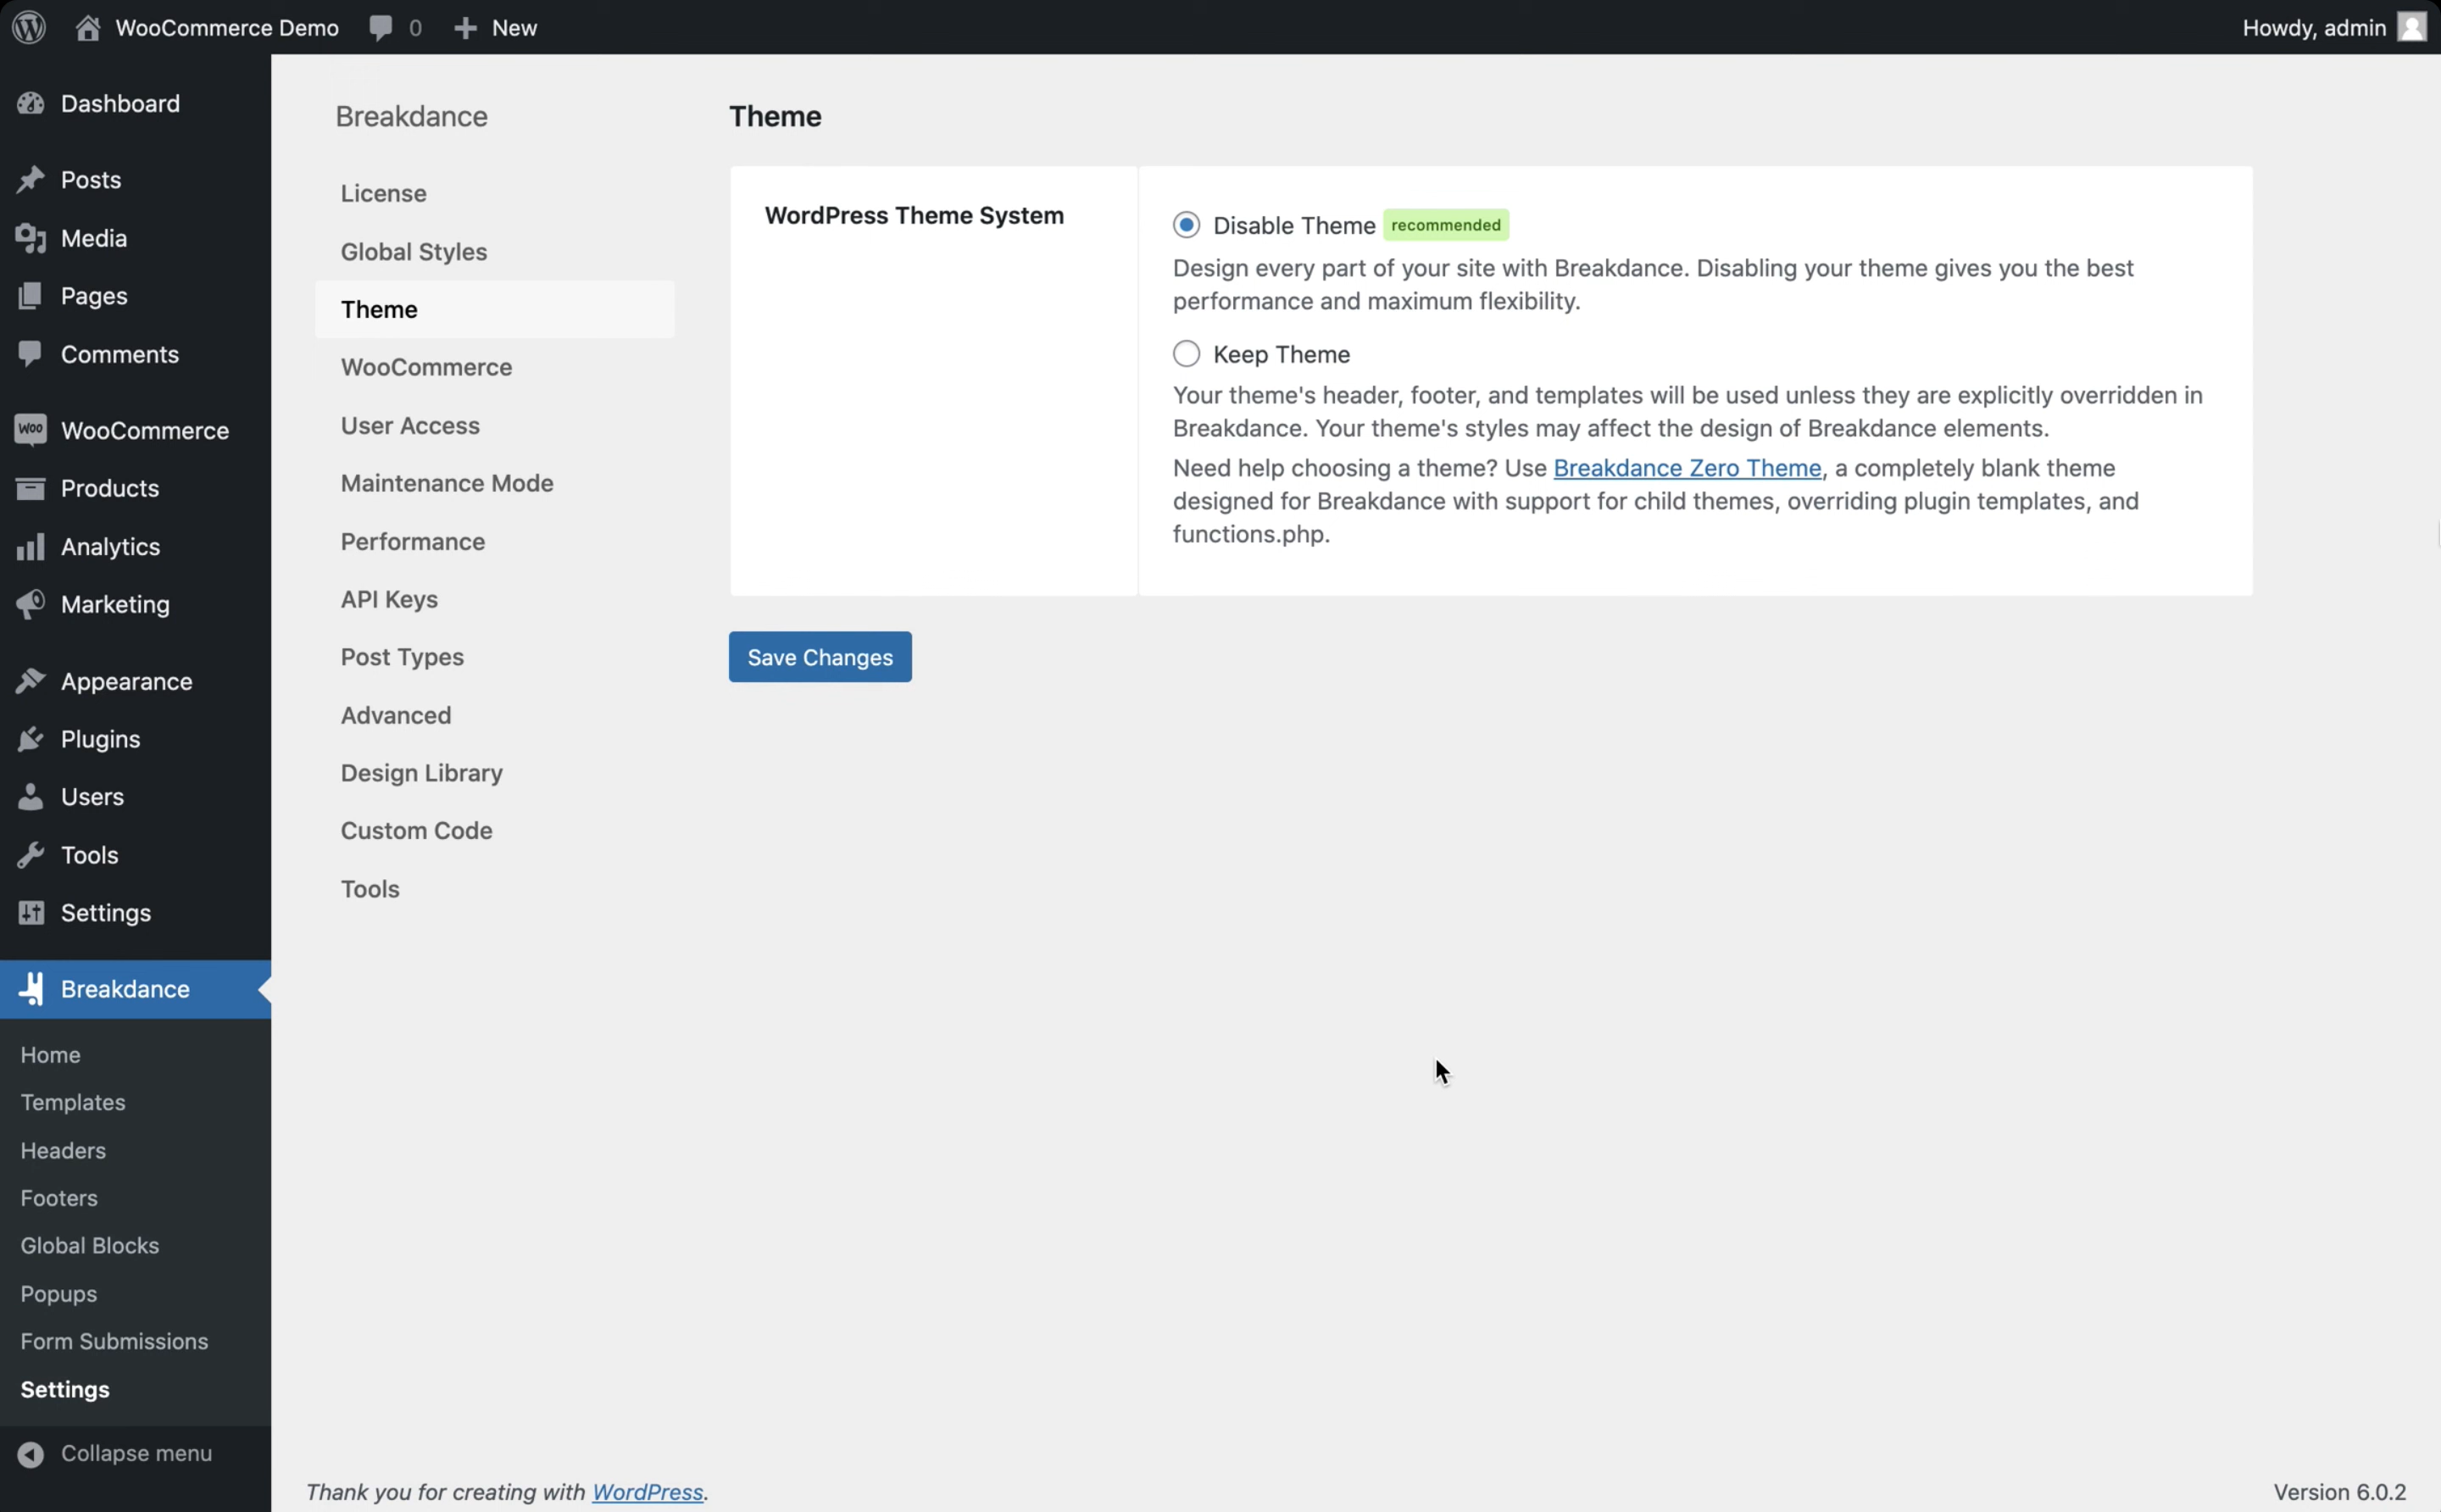 WooCommerce Demo 0 New
Howdy, admin
Dashboard
Posts
Media
Pages
Comments
WOO WooCommerce
Products
Analytics
Marketing
Appearance
Plugins
Users
Tools
Settings
Breakdance
Home
Templates
Headers
Footers
Global Blocks
Popups
Form Submissions
Settings
Collapse menu
Breakdance
License
Global Styles
Theme
WooCommerce
User Access
Maintenance Mode
Performance
API Keys
Post Types
Advanced
Design Library
Custom Code
Tools
Theme
WordPress Theme System
Disable Theme recommended
Design every part of your site with Breakdance. Disabling your theme gives you the best
performance and maximum flexibility.
Keep Theme
Your theme's header, footer, and templates will be used unless they are explicitly overridden in
Breakdance. Your theme's styles may affect the design of Breakdance elements.
Need help choosing a theme? Use Breakdance Zero Theme, a completely blank theme
designed for Breakdance with support for child themes, overriding plugin templates, and
functions.php.
Save Changes
Thank you for creating with WordPress.
Version 6.0.2